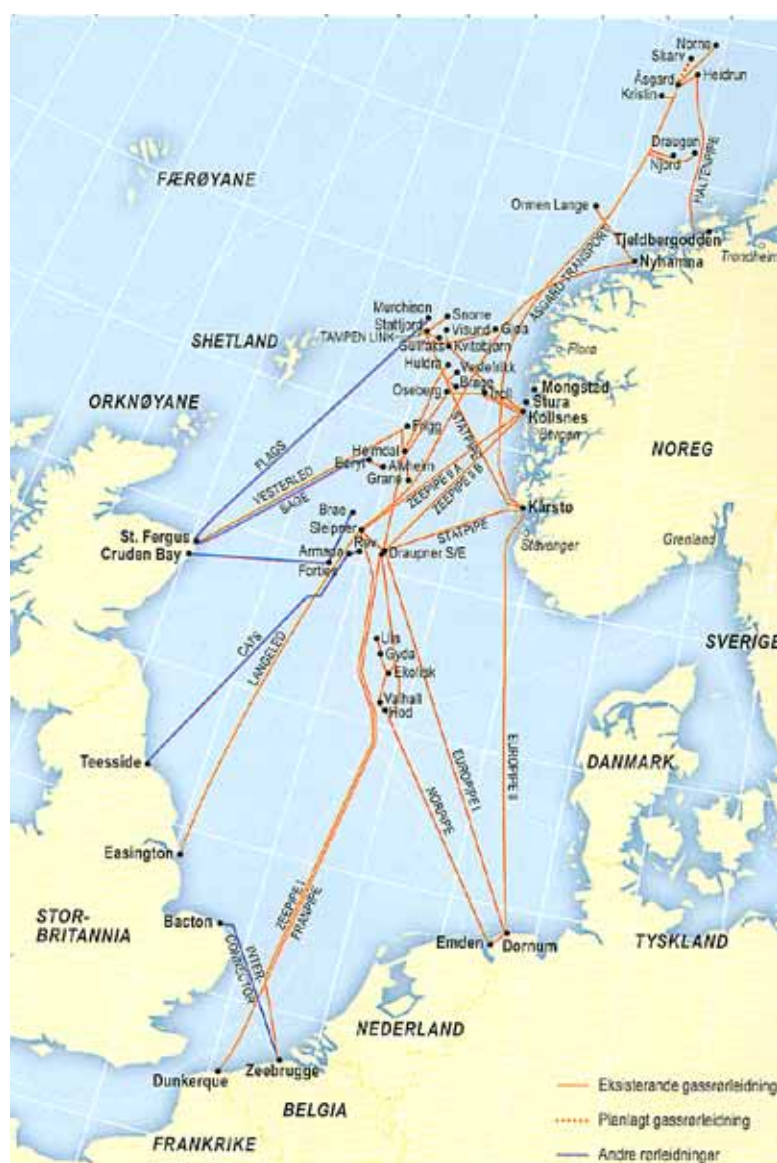 Norne
Skarv
Åsgard
Heidrun
Kristin
Draugen
Njord
HALTENPIPE
FÆRØYANE
Ormen Lange
Tjeldbergodden
Trondheim
Nyhamna
ÅSGARD TRANSPORT
Murchison
Snorre
Statfjord
Visund
Gjøa
TAMPEN LINK
Gullfaks
Kvitebjørn
SHETLAND
Huldra
Veslefrikk
Florø
Brage
Oseberg
Troll
Mongstad
Sture
Kollsnes
Bergen
ORKNØYANE
FLAGS
Frigg
STATPIPE
NOREG
Heimdal
Beryl
Alvheim
VESTERLED
SAGE
Grane
ZEEPIPE II A
ZEEPIPE II B
Brae
Kårstø
St. Fergus
Sleipner
STATPIPE
Stavanger
Grenland
Cruden Bay
Armada
Rev
Draupner S/E
Forties
CATS
LANGELED
Ula
Gyda
Ekofisk
SVERIGE
Valhall
Hod
Teesside
DANMARK
EUROPIPE I
EUROPIPE II
NORPIPE
Easington
ZEEPIPE I
FRANPIPE
STOR-
BRITANNIA
Bacton
INTER
CONNECTOR
Emden
Dornum
TYSKLAND
NEDERLAND
Dunkerque
Zeebrugge
BELGIA
FRANKRIKE
Eksisterande gassrørleidning
Planlagt gassrørleidning
Andre rørleidningar